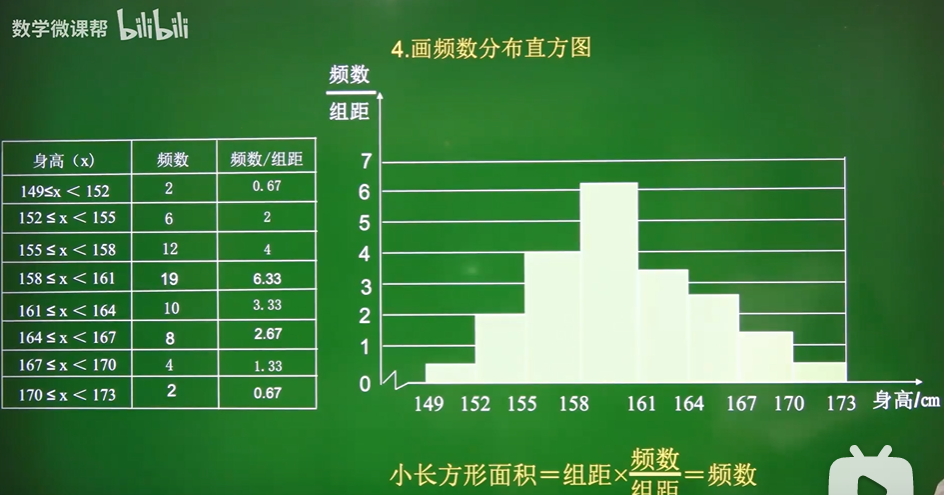 数学微课帮 bilibili
4.画频数分布直方图
频数
组距
身高（x） 频数 频数/组距
149≤x＜152 2 0.67
152≤x＜155 6 2
155≤x＜158 12 4
158≤x＜161 19 6.33
161≤x＜164 10 3.33
164≤x＜167 8 2.67
167≤x＜170 4 1.33
170≤x＜173 2 0.67
7
6
5
4
3
2
1
0
149 152 155 158 161 164 167 170 173 身高/cm
小长方形面积＝组距×频数/组距＝频数